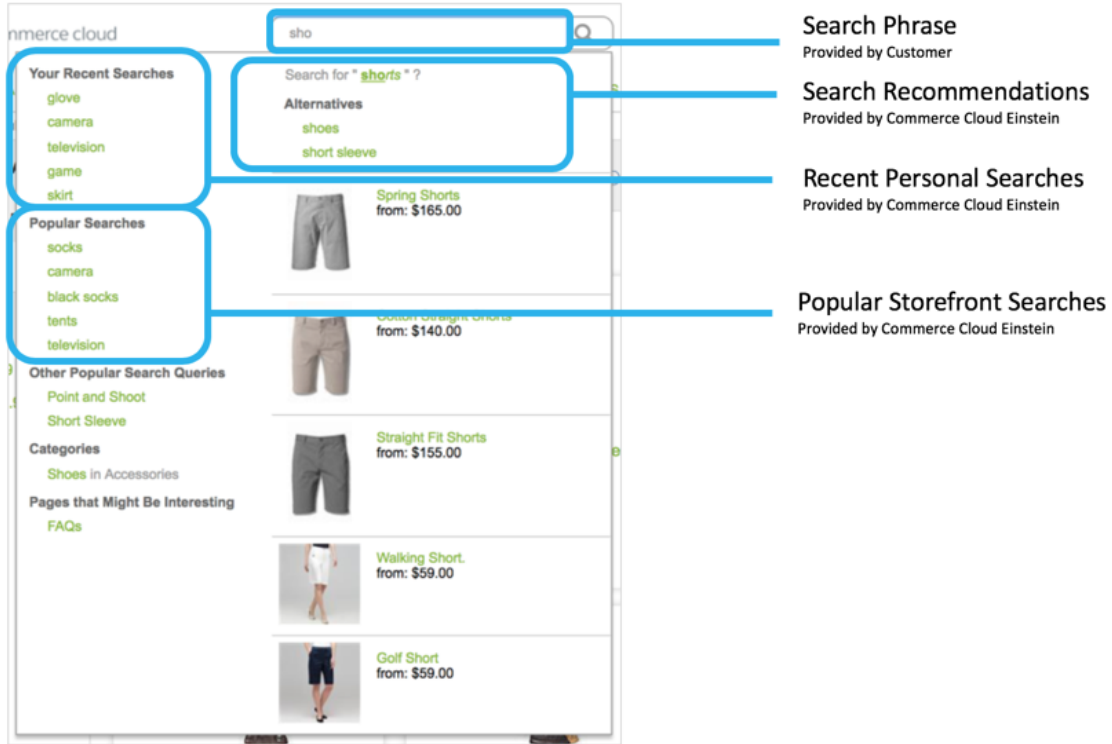 nmerce cloud
sho
Your Recent Searches
glove
camera
television
game
skirt
Popular Searches
socks
camera
black socks
tents
television
Other Popular Search Queries
Point and Shoot
Short Sleeve
Categories
Shoes in Accessories
Pages that Might Be Interesting
FAQs
Search for " shorts " ?
Alternatives
shoes
short sleeve
Spring Shorts
from: $165.00
Cotton Straight Shorts
from: $140.00
Straight Fit Shorts
from: $155.00
Walking Short.
from: $59.00
Golf Short
from: $59.00
Search Phrase
Provided by Customer
Search Recommendations
Provided by Commerce Cloud Einstein
Recent Personal Searches
Provided by Commerce Cloud Einstein
Popular Storefront Searches
Provided by Commerce Cloud Einstein